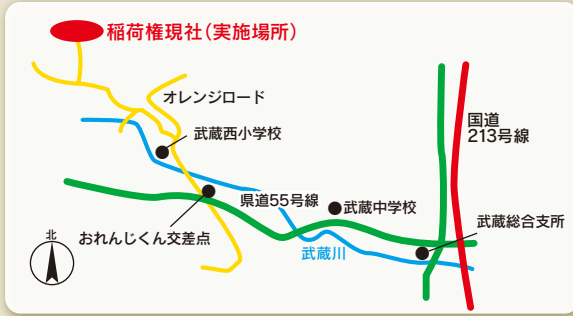 稲荷権現社(実施場所)
オレンジロード
国道
213号線
武蔵西小学校
県道55号線
武蔵中学校
武蔵総合支所
おれんじくん交差点
武蔵川
北